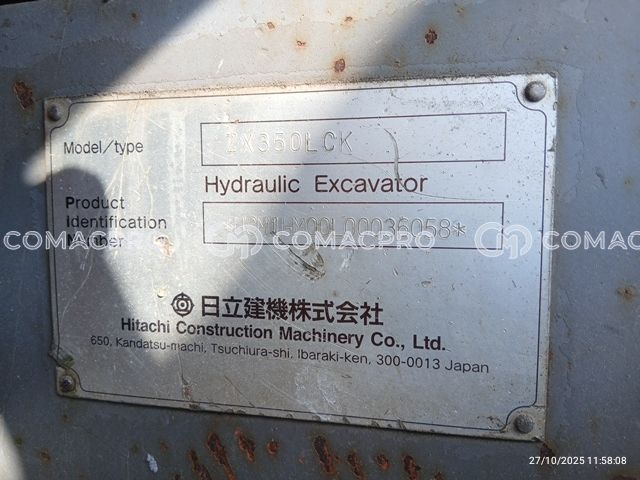 Model/type ZX350LCK
Hydraulic Excavator
Product
Identification
Number
日立建機株式会社
Hitachi Construction Machinery Co., Ltd.
650, Kandatsu-machi, Tsuchiura-shi, Ibaraki-ken, 300-0013 Japan
COMACPRO COMACPRO COMACPRO
27/10/2025 11:58:08